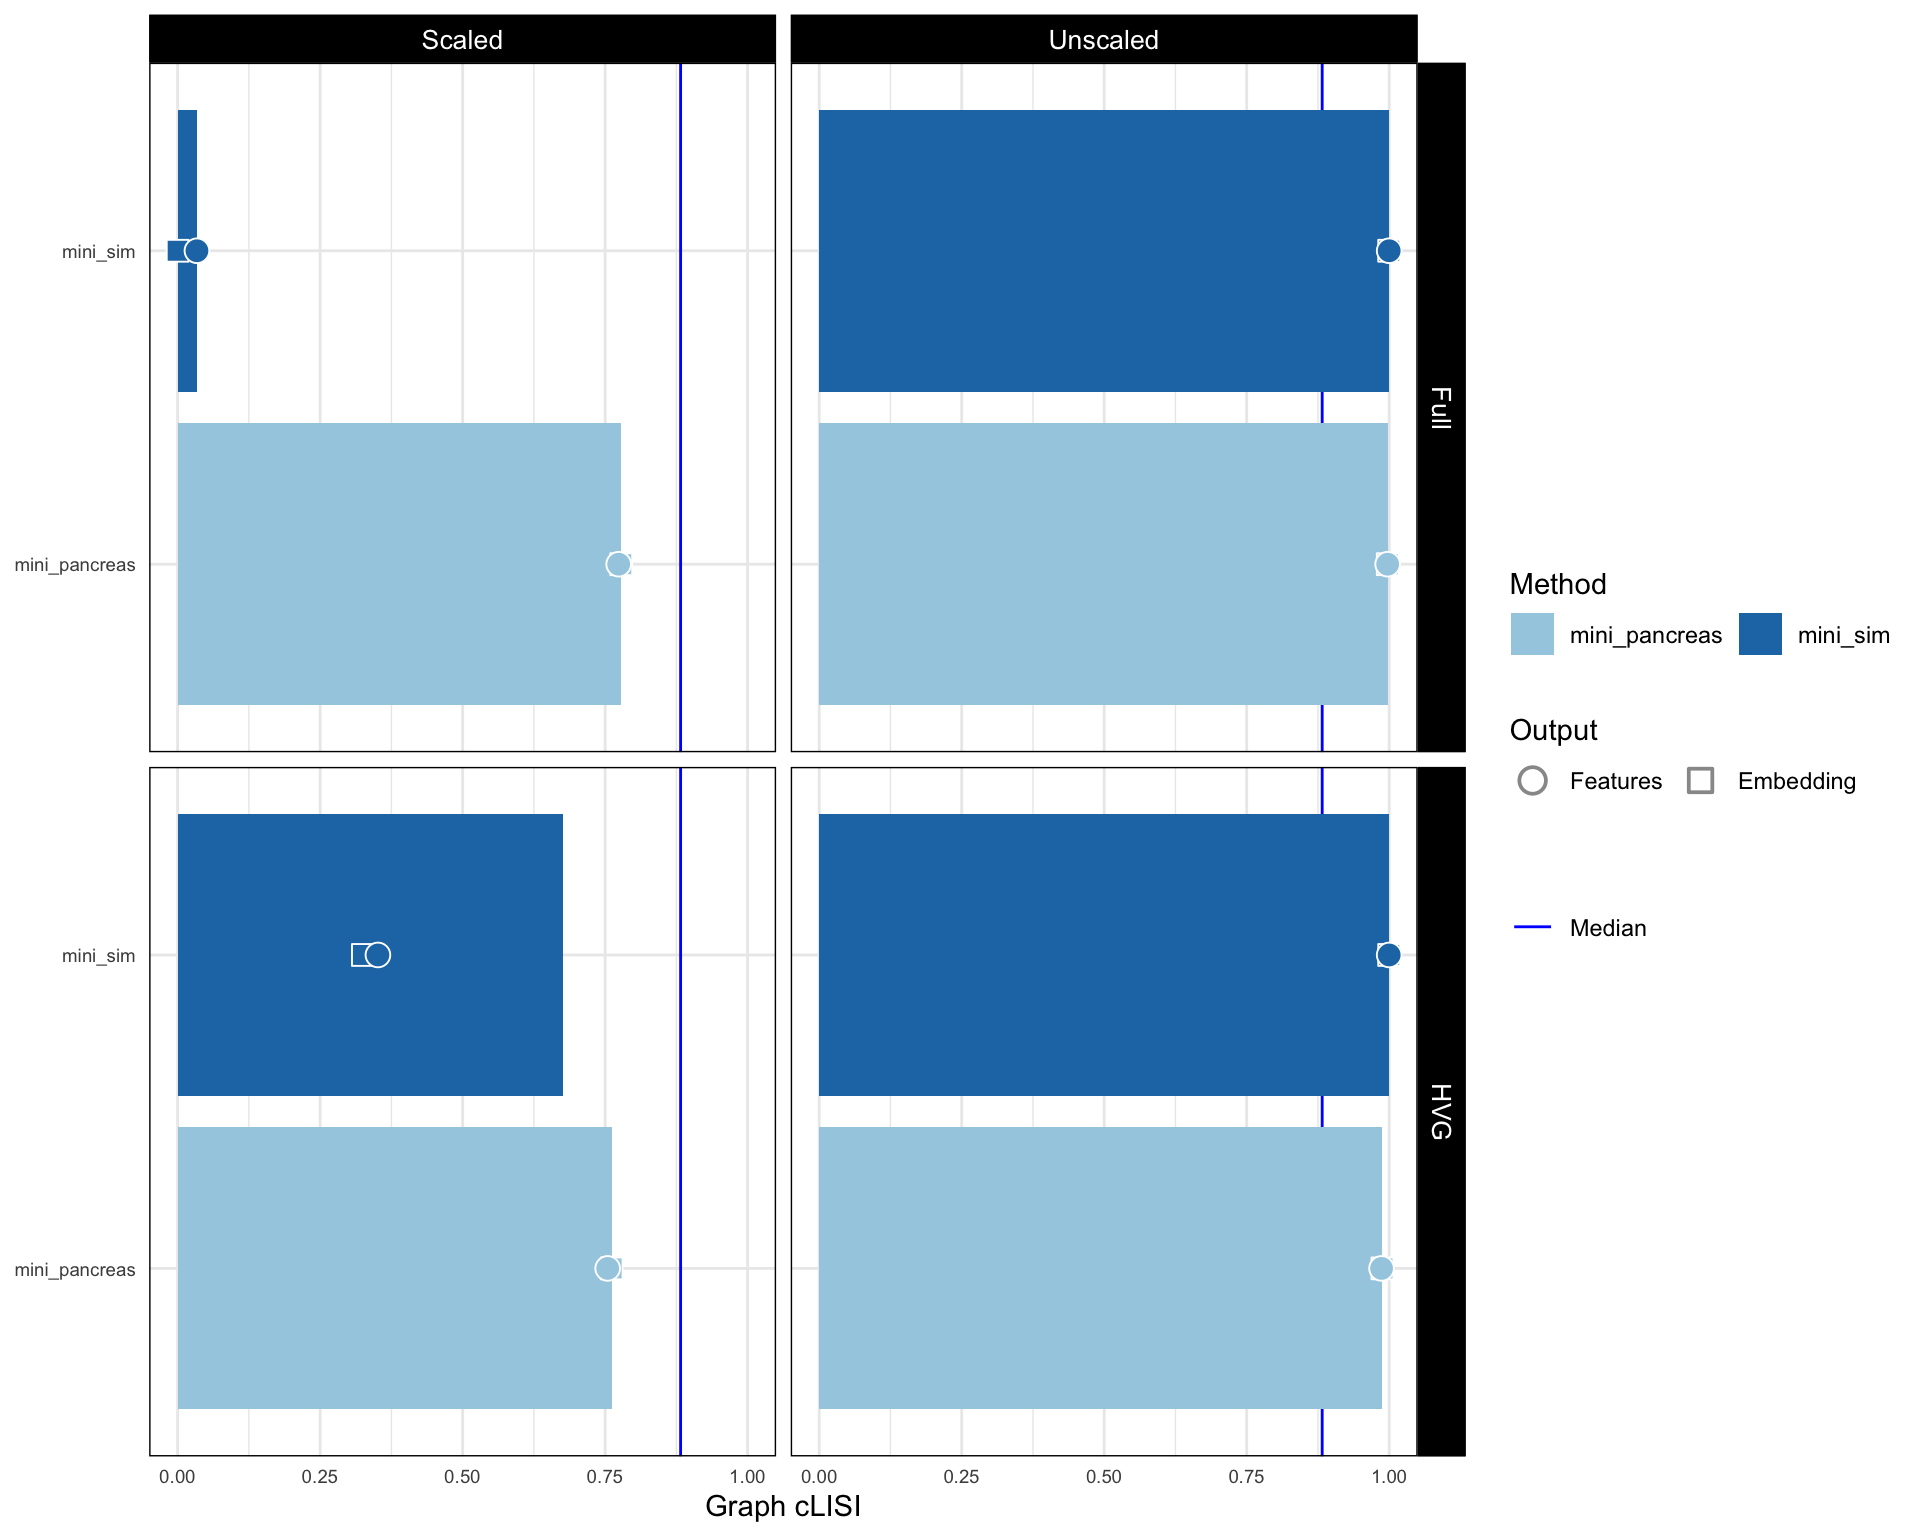 Scaled
Unscaled
mini_sim
mini_pancreas
Full
mini_sim
mini_pancreas
HVG
0.00 0.25 0.50 0.75 1.00 0.00 0.25 0.50 0.75 1.00
Graph cLISI
Method
mini_pancreas mini_sim
Output
Features Embedding
Median